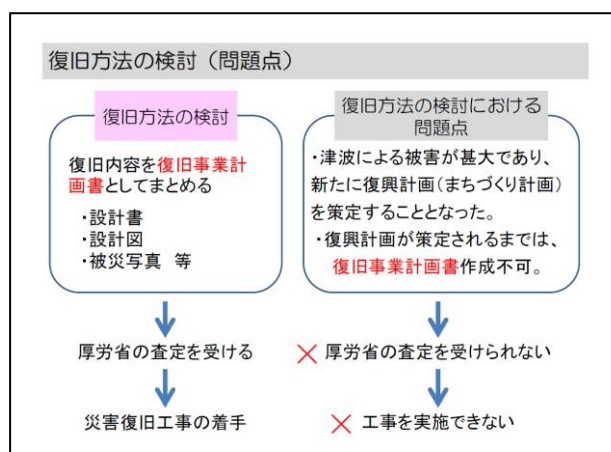 復旧方法の検討（問題点）
復旧方法の検討
復旧内容を復旧事業計
画書としてまとめる
・設計書
・設計図
・被災写真　等
厚労省の査定を受ける
災害復旧工事の着手
復旧方法の検討における
問題点
・津波による被害が甚大であり、
新たに復興計画（まちづくり計画）
を策定することとなった。
・復興計画が策定されるまでは、
復旧事業計画書作成不可。
厚労省の査定を受けられない
工事を実施できない